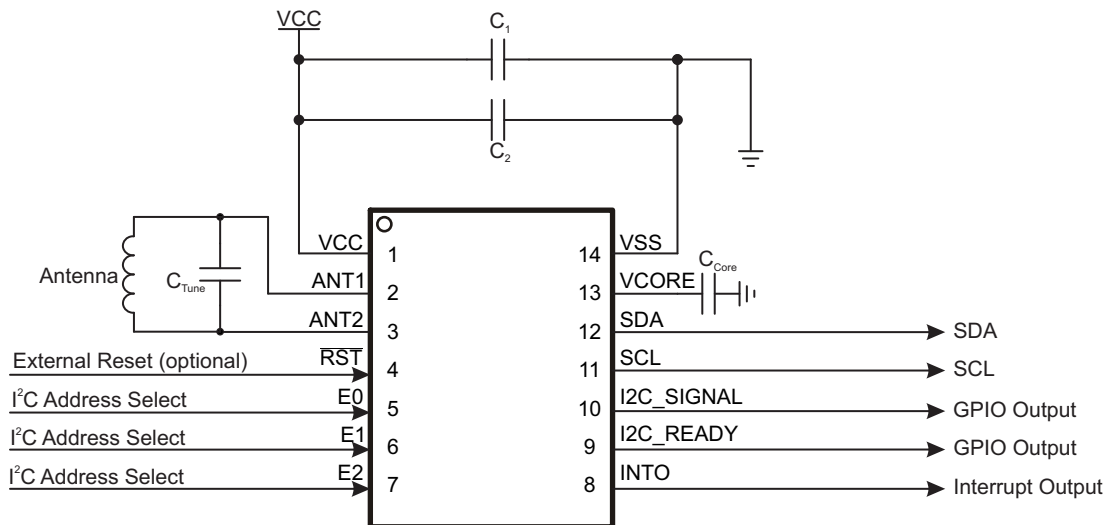 VCC
C1
C2
VCC 1 14 VSS
Antenna CTune ANT1 2 13 VCORE CCore
ANT2 3 12 SDA SDA
External Reset (optional) RST 4 11 SCL SCL
I2C Address Select E0 5 10 I2C_SIGNAL GPIO Output
I2C Address Select E1 6 9 I2C_READY GPIO Output
I2C Address Select E2 7 8 INTO Interrupt Output